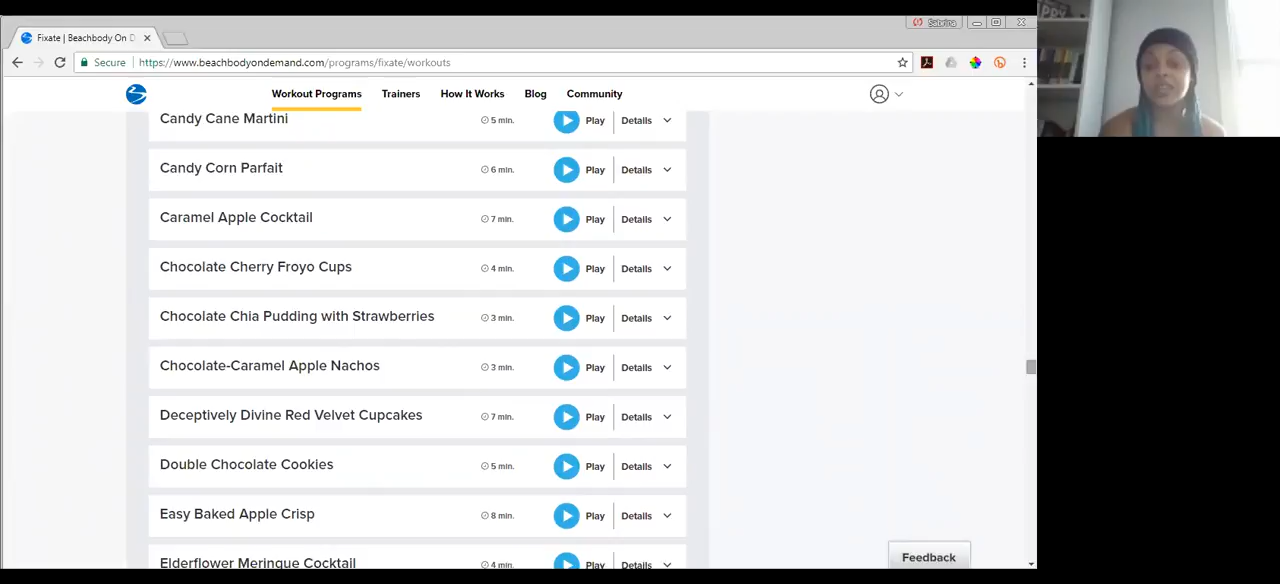 Sabrina
Fixate | Beachbody On D
Secure https://www.beachbodyondemand.com/programs/fixate/workouts
Workout Programs Trainers How It Works Blog Community
Candy Cane Martini 5 min. Play Details
Candy Corn Parfait 6 min. Play Details
Caramel Apple Cocktail 7 min. Play Details
Chocolate Cherry Froyo Cups 4 min. Play Details
Chocolate Chia Pudding with Strawberries 3 min. Play Details
Chocolate-Caramel Apple Nachos 3 min. Play Details
Deceptively Divine Red Velvet Cupcakes 7 min. Play Details
Double Chocolate Cookies 5 min. Play Details
Easy Baked Apple Crisp 8 min. Play Details
Elderflower Meringue Cocktail 4 min. Play Details
Feedback